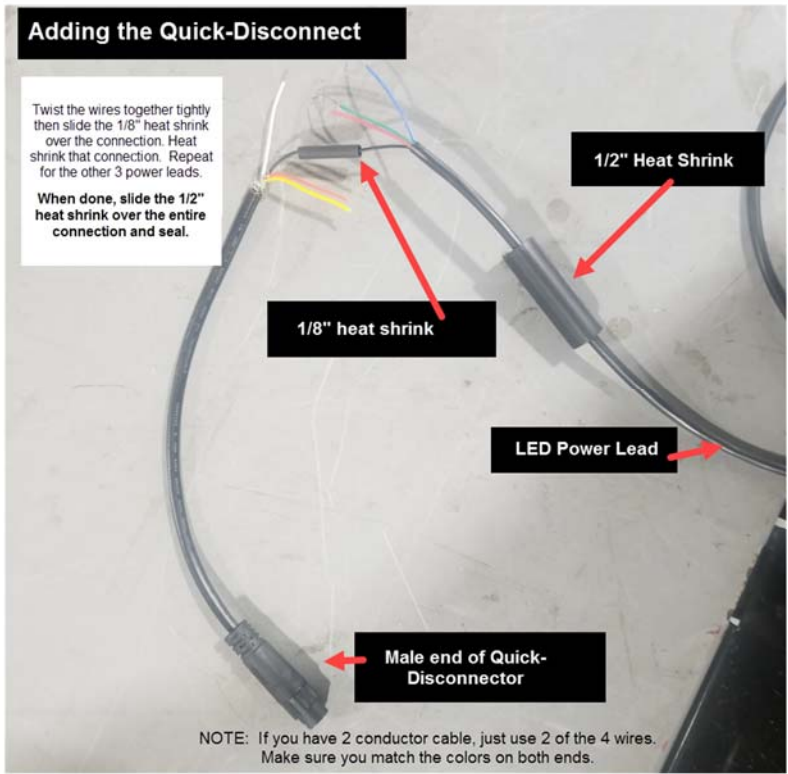 Adding the Quick-Disconnect
Twist the wires together tightly
then slide the 1/8" heat shrink
over the connection. Heat
shrink that connection.  Repeat
for the other 3 power leads.
When done, slide the 1/2"
heat shrink over the entire
connection and seal.
1/2" Heat Shrink
1/8" heat shrink
LED Power Lead
Male end of Quick-
Disconnector
NOTE:  If you have 2 conductor cable, just use 2 of the 4 wires.
Make sure you match the colors on both ends.